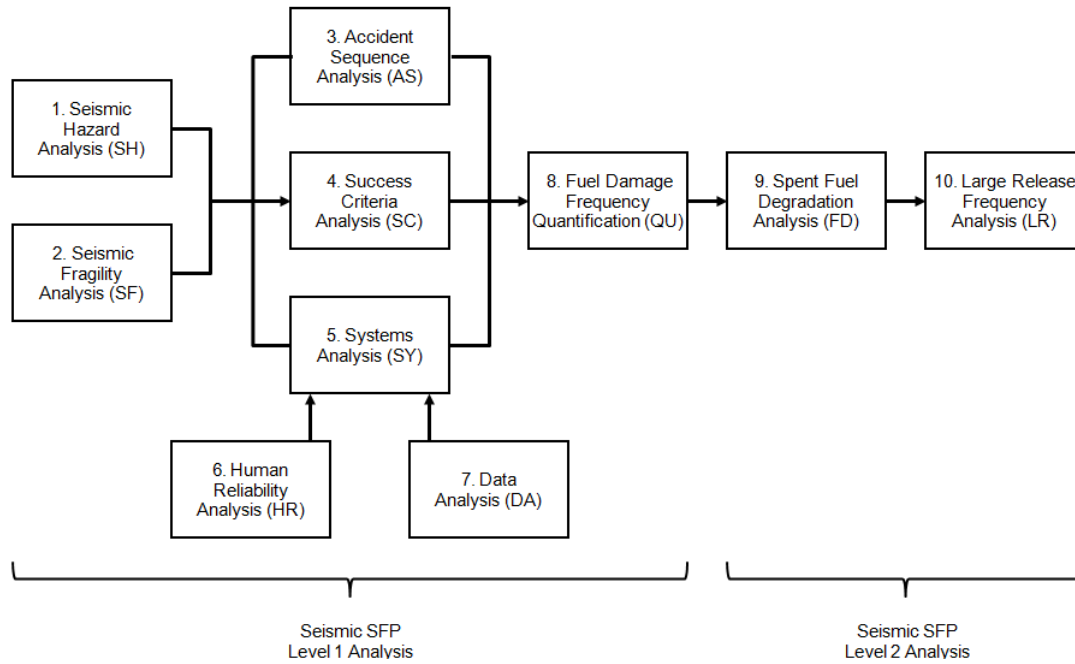 3. Accident
Sequence
Analysis (AS)
1. Seismic
Hazard
Analysis (SH)
4. Success
Criteria
Analysis (SC)
8. Fuel Damage
Frequency
Quantification (QU)
9. Spent Fuel
Degradation
Analysis (FD)
10. Large Release
Frequency
Analysis (LR)
2. Seismic
Fragility
Analysis (SF)
5. Systems
Analysis (SY)
6. Human
Reliability
Analysis (HR)
7. Data
Analysis (DA)
Seismic SFP
Level 1 Analysis
Seismic SFP
Level 2 Analysis